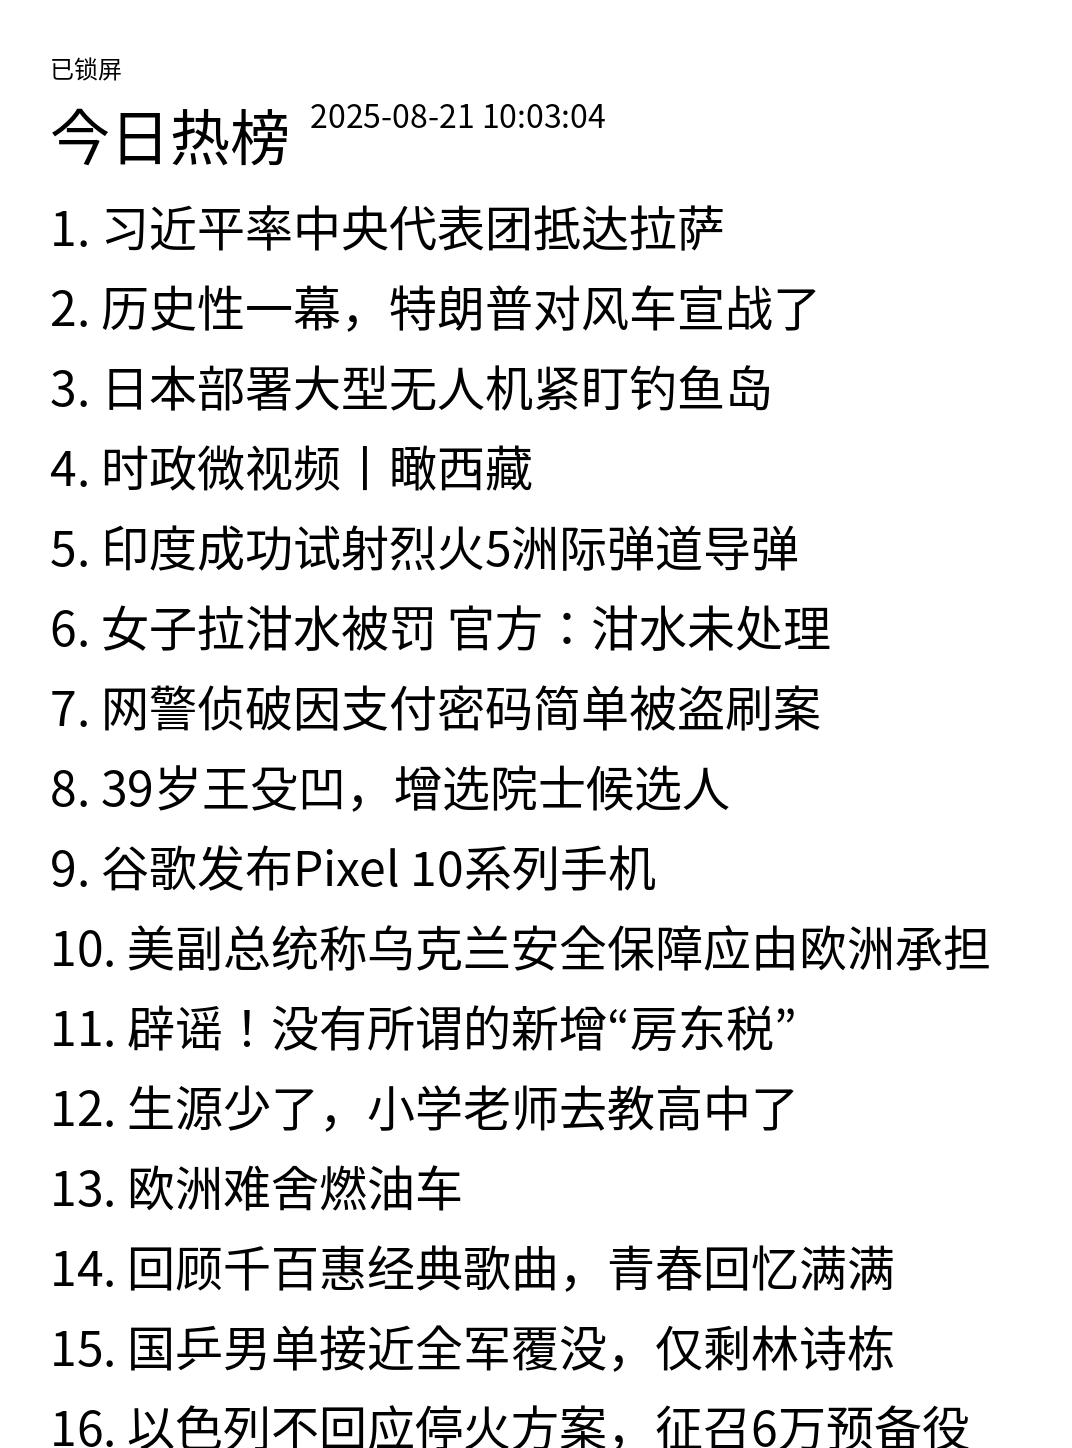 已锁屏
今日热榜 2025-08-21 10:03:04
1. 习近平率中央代表团抵达拉萨
2. 历史性一幕，特朗普对风车宣战了
3. 日本部署大型无人机紧盯钓鱼岛
4. 时政微视频丨瞰西藏
5. 印度成功试射烈火5洲际弹道导弹
6. 女子拉泔水被罚 官方：泔水未处理
7. 网警侦破因支付密码简单被盗刷案
8. 39岁王殳凹，增选院士候选人
9. 谷歌发布Pixel 10系列手机
10. 美副总统称乌克兰安全保障应由欧洲承担
11. 辟谣！没有所谓的新增“房东税”
12. 生源少了，小学老师去教高中了
13. 欧洲难舍燃油车
14. 回顾千百惠经典歌曲，青春回忆满满
15. 国乒男单接近全军覆没，仅剩林诗栋
16. 以色列不回应停火方案，征召6万预备役